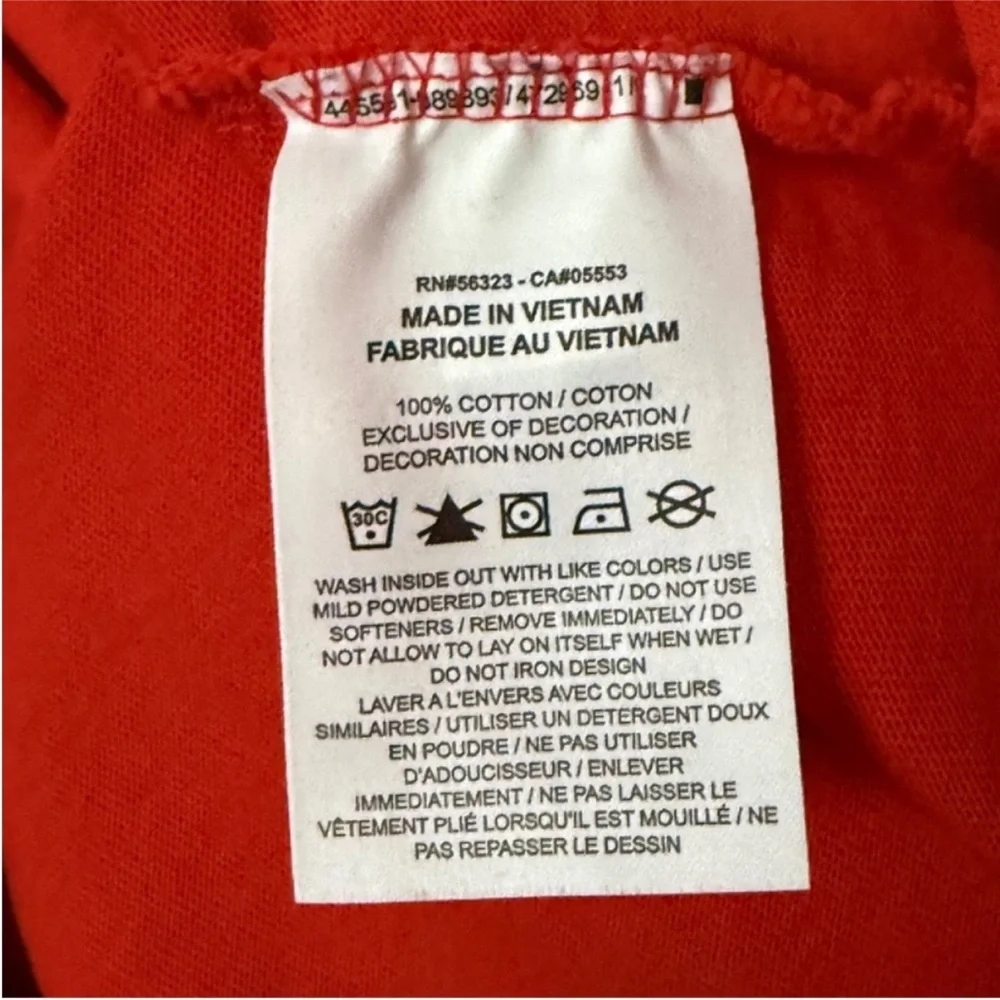 RN#56323 - CA#05553
MADE IN VIETNAM
FABRIQUE AU VIETNAM
100% COTTON / COTON
EXCLUSIVE OF DECORATION /
DECORATION NON COMPRISE
30C
WASH INSIDE OUT WITH LIKE COLORS / USE
MILD POWDERED DETERGENT / DO NOT USE
SOFTENERS / REMOVE IMMEDIATELY / DO
NOT ALLOW TO LAY ON ITSELF WHEN WET /
DO NOT IRON DESIGN
LAVER A L'ENVERS AVEC COULEURS
SIMILAIRES / UTILISER UN DETERGENT DOUX
EN POUDRE / NE PAS UTILISER
D'ADOUCISSEUR / ENLEVER
IMMEDIATEMENT / NE PAS LAISSER LE
VÊTEMENT PLIÉ LORSQU'IL EST MOUILLÉ / NE
PAS REPASSER LE DESSIN